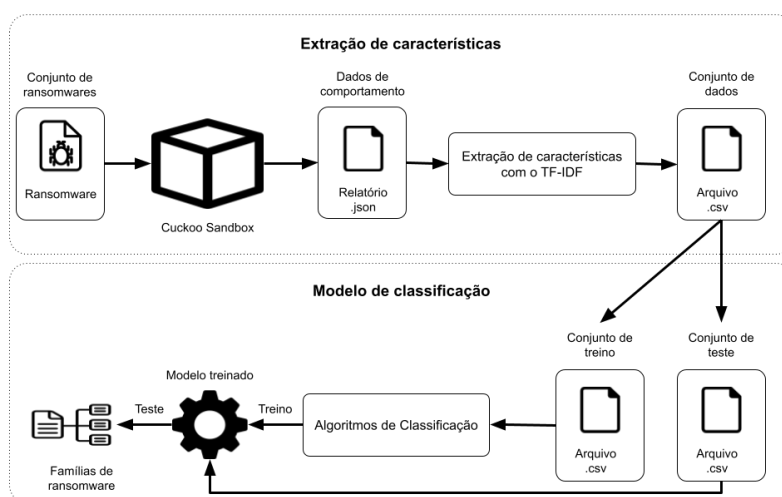 Extração de características
Conjunto de
ransomwares
Ransomware
Cuckoo Sandbox
Dados de
comportamento
Relatório
.json
Extração de características
com o TF-IDF
Conjunto de
dados
Arquivo
.csv
Modelo de classificação
Conjunto de
treino
Arquivo
.csv
Conjunto de
teste
Arquivo
.csv
Algoritmos de Classificação
Treino
Modelo treinado
Teste
Famílias de
ransomware